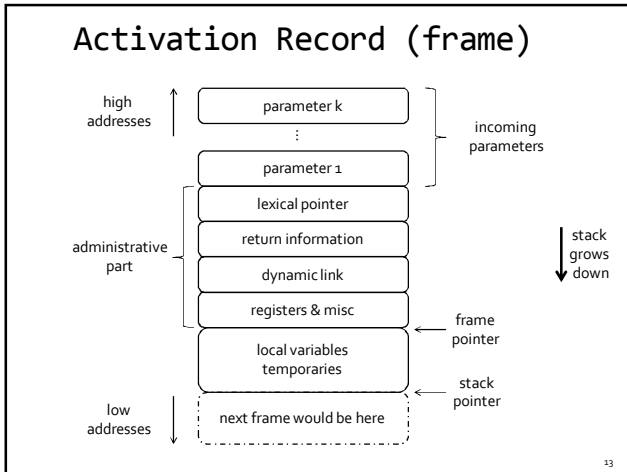 Activation Record (frame)
high
addresses
parameter k
⋮
incoming
parameters
parameter 1
lexical pointer
administrative
part
return information
dynamic link
registers & misc
stack
grows
down
frame
pointer
local variables
temporaries
stack
pointer
low
addresses
next frame would be here
13